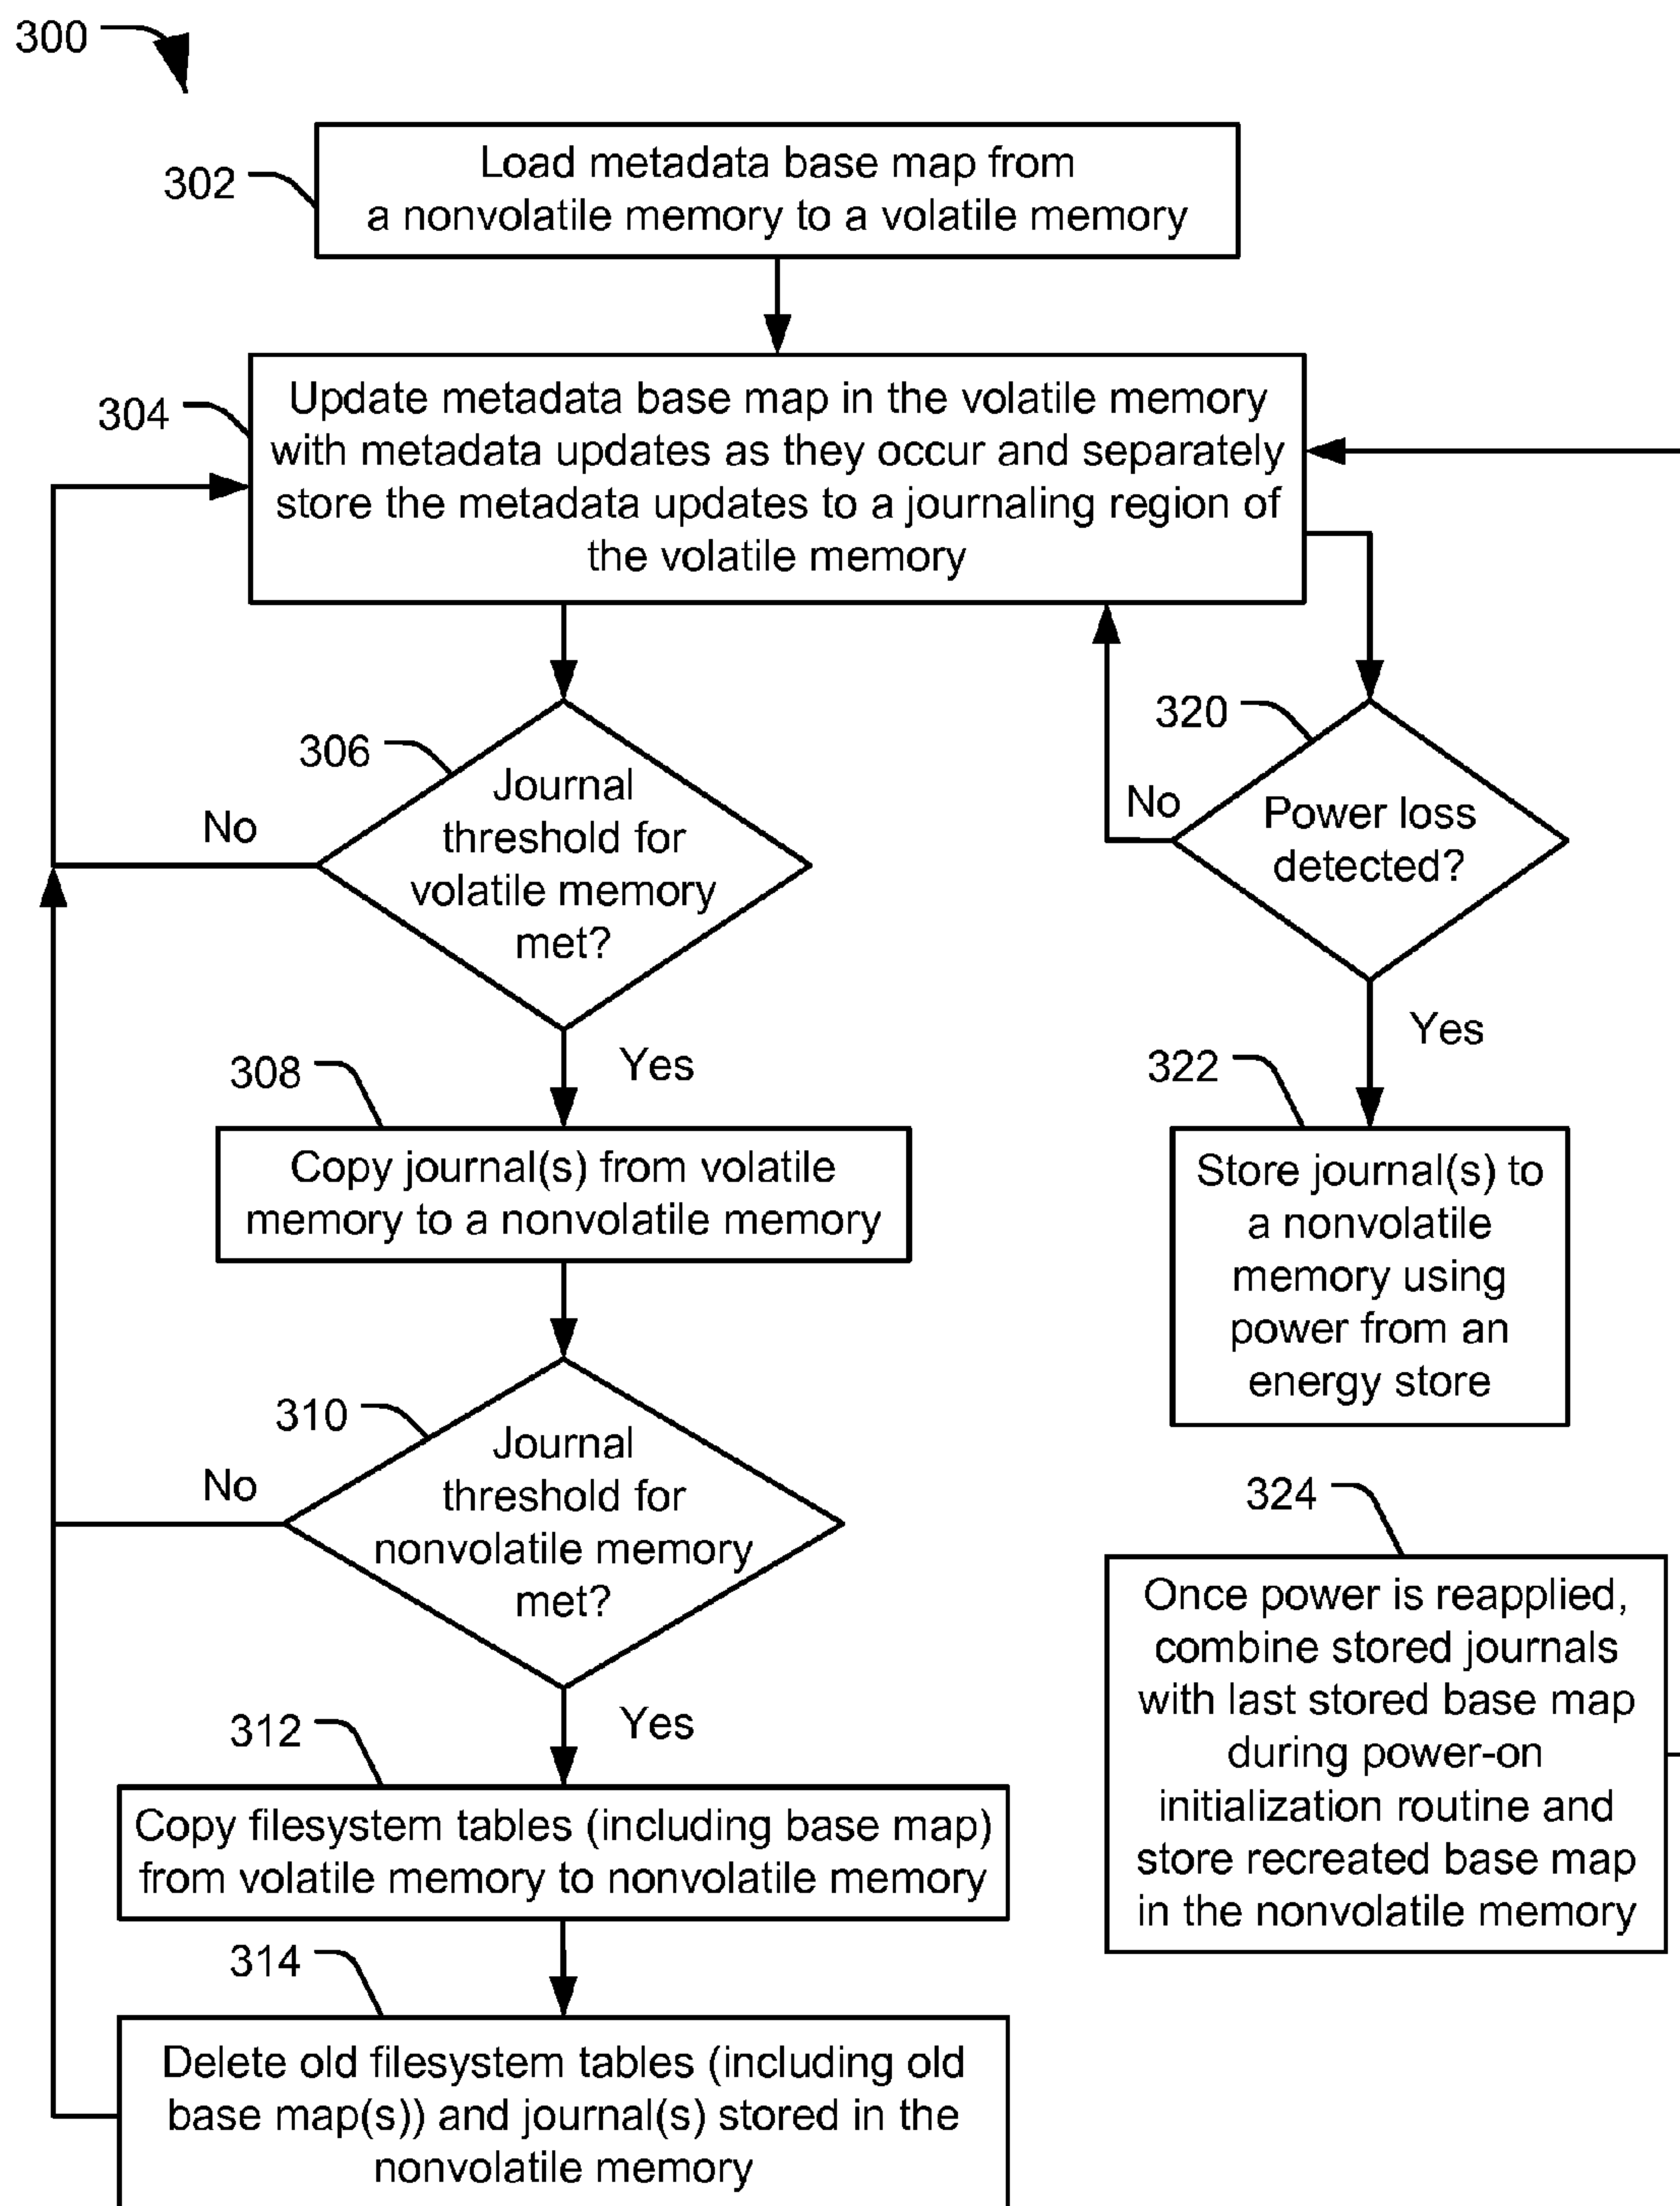 300
302
Load metadata base map from
a nonvolatile memory to a volatile memory
304
Update metadata base map in the volatile memory
with metadata updates as they occur and separately
store the metadata updates to a journaling region of
the volatile memory
306
Journal
threshold for
volatile memory
met?
No
Yes
308
Copy journal(s) from volatile
memory to a nonvolatile memory
310
Journal
threshold for
nonvolatile memory
met?
No
Yes
312
Copy filesystem tables (including base map)
from volatile memory to nonvolatile memory
314
Delete old filesystem tables (including old
base map(s)) and journal(s) stored in the
nonvolatile memory
320
Power loss
detected?
No
Yes
322
Store journal(s) to
a nonvolatile
memory using
power from an
energy store
324
Once power is reapplied,
combine stored journals
with last stored base map
during power-on
initialization routine and
store recreated base map
in the nonvolatile memory